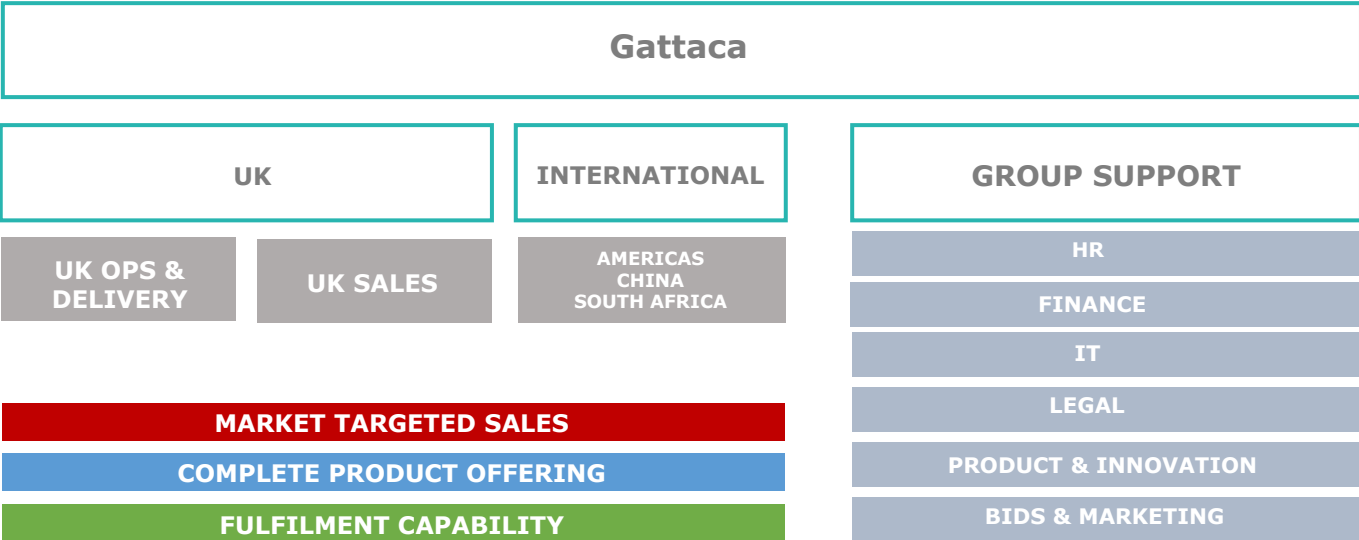 Gattaca
UK
INTERNATIONAL
GROUP SUPPORT
UK OPS &
DELIVERY
UK SALES
AMERICAS
CHINA
SOUTH AFRICA
HR
FINANCE
IT
LEGAL
PRODUCT & INNOVATION
BIDS & MARKETING
MARKET TARGETED SALES
COMPLETE PRODUCT OFFERING
FULFILMENT CAPABILITY